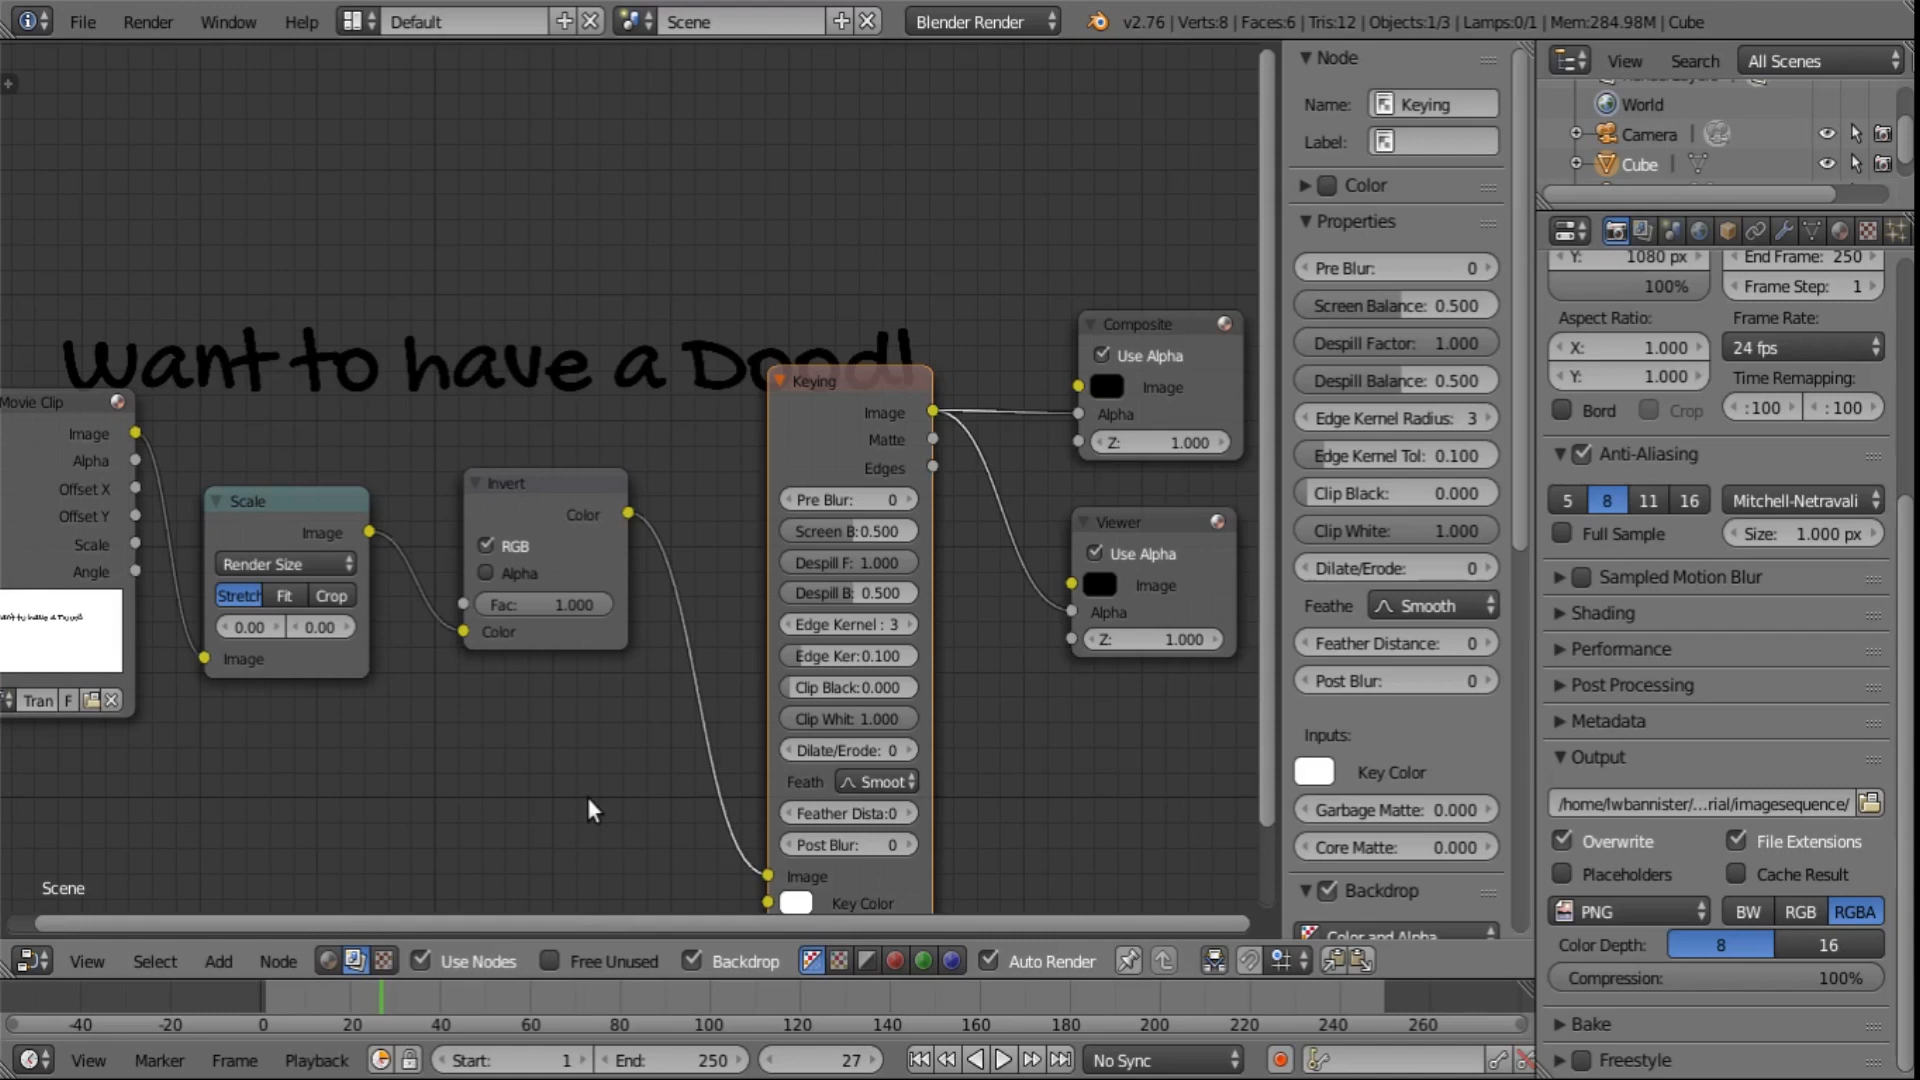 File Render Window Help Default Scene Blender Render v2.76 | Verts:8 | Faces:6 | Tris:12 | Objects:1/3 | Lamps:0/1 | Mem:284.98M | Cube
Want to have a
Movie Clip
Image
Alpha
Offset X
Offset Y
Scale
Angle
Tran F
Scale
Image
Render Size
Stretch Fit Crop
0.00 0.00
Image
Invert
Color
RGB
Alpha
Fac: 1.000
Color
Keying
Image
Matte
Edges
Pre Blur: 0
Screen B: 0.500
Despill F: 1.000
Despill B: 0.500
Edge Kernel : 3
Edge Ker: 0.100
Clip Black: 0.000
Clip Whit: 1.000
Dilate/Erode: 0
Feath Smoot
Feather Dista: 0
Post Blur: 0
Image
Key Color
Composite
Use Alpha
Image
Alpha
Z: 1.000
Viewer
Use Alpha
Image
Alpha
Z: 1.000
Scene
Node
Name: Keying
Label:
Color
Properties
Pre Blur: 0
Screen Balance: 0.500
Despill Factor: 1.000
Despill Balance: 0.500
Edge Kernel Radius: 3
Edge Kernel Tol: 0.100
Clip Black: 0.000
Clip White: 1.000
Dilate/Erode: 0
Feathe Smooth
Feather Distance: 0
Post Blur: 0
Inputs:
Key Color
Garbage Matte: 0.000
Core Matte: 0.000
Backdrop
Color and Alpha
View Search All Scenes
World
Camera
Cube
Y: 1080 px End Frame: 250
100% Frame Step: 1
Aspect Ratio: Frame Rate:
X: 1.000 24 fps
Y: 1.000 Time Remapping:
Bord Crop :100 :100
Anti-Aliasing
5 8 11 16 Mitchell-Netravali
Full Sample Size: 1.000 px
Sampled Motion Blur
Shading
Performance
Post Processing
Metadata
Output
/home/lwbannister/...rial/imagesequence/
Overwrite File Extensions
Placeholders Cache Result
PNG BW RGB RGBA
Color Depth: 8 16
Compression: 100%
Bake
Freestyle
View Select Add Node Use Nodes Free Unused Backdrop Auto Render
-40 -20 0 20 40 60 80 100 120 140 160 180 200 220 240 260
View Marker Frame Playback Start: 1 End: 250 27 No Sync